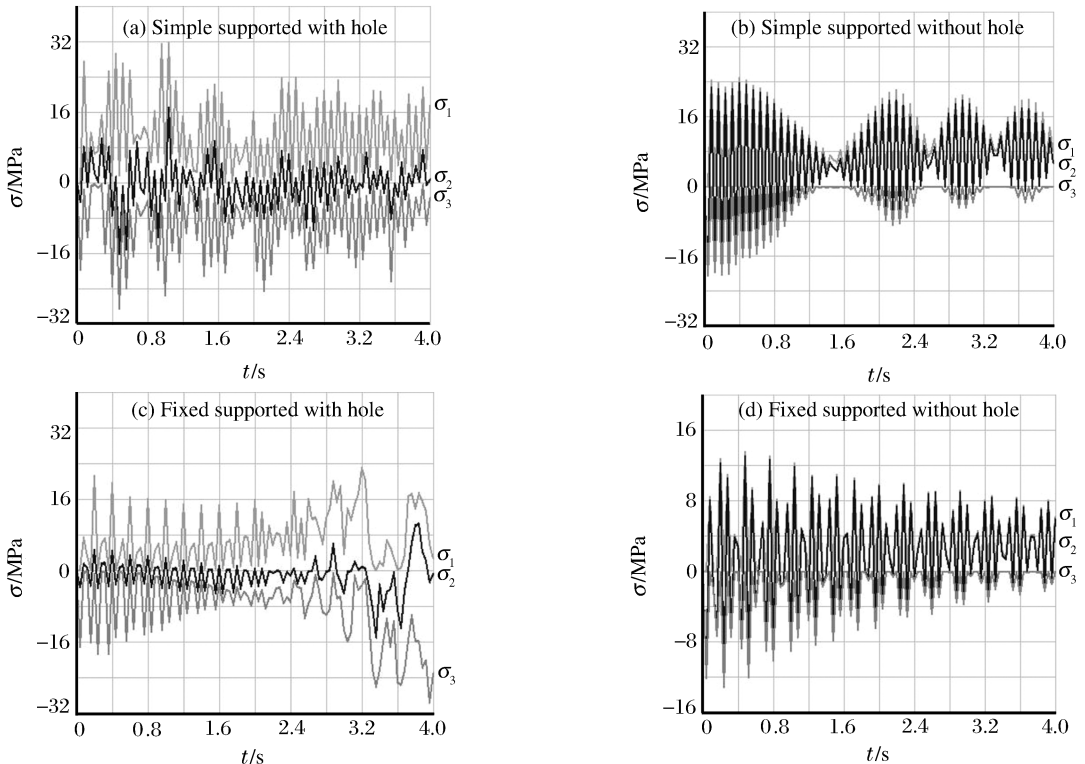 (a) Simple supported with hole
σ/MPa
32
16
0
−16
−32
σ1
σ2
σ3
0 0.8 1.6 2.4 3.2 4.0
t/s
(b) Simple supported without hole
σ/MPa
32
16
0
−16
−32
σ1
σ2
σ3
0 0.8 1.6 2.4 3.2 4.0
t/s
(c) Fixed supported with hole
σ/MPa
32
16
0
−16
−32
σ1
σ2
σ3
0 0.8 1.6 2.4 3.2 4.0
t/s
(d) Fixed supported without hole
σ/MPa
16
8
0
−8
−16
σ1
σ2
σ3
0 0.8 1.6 2.4 3.2 4.0
t/s